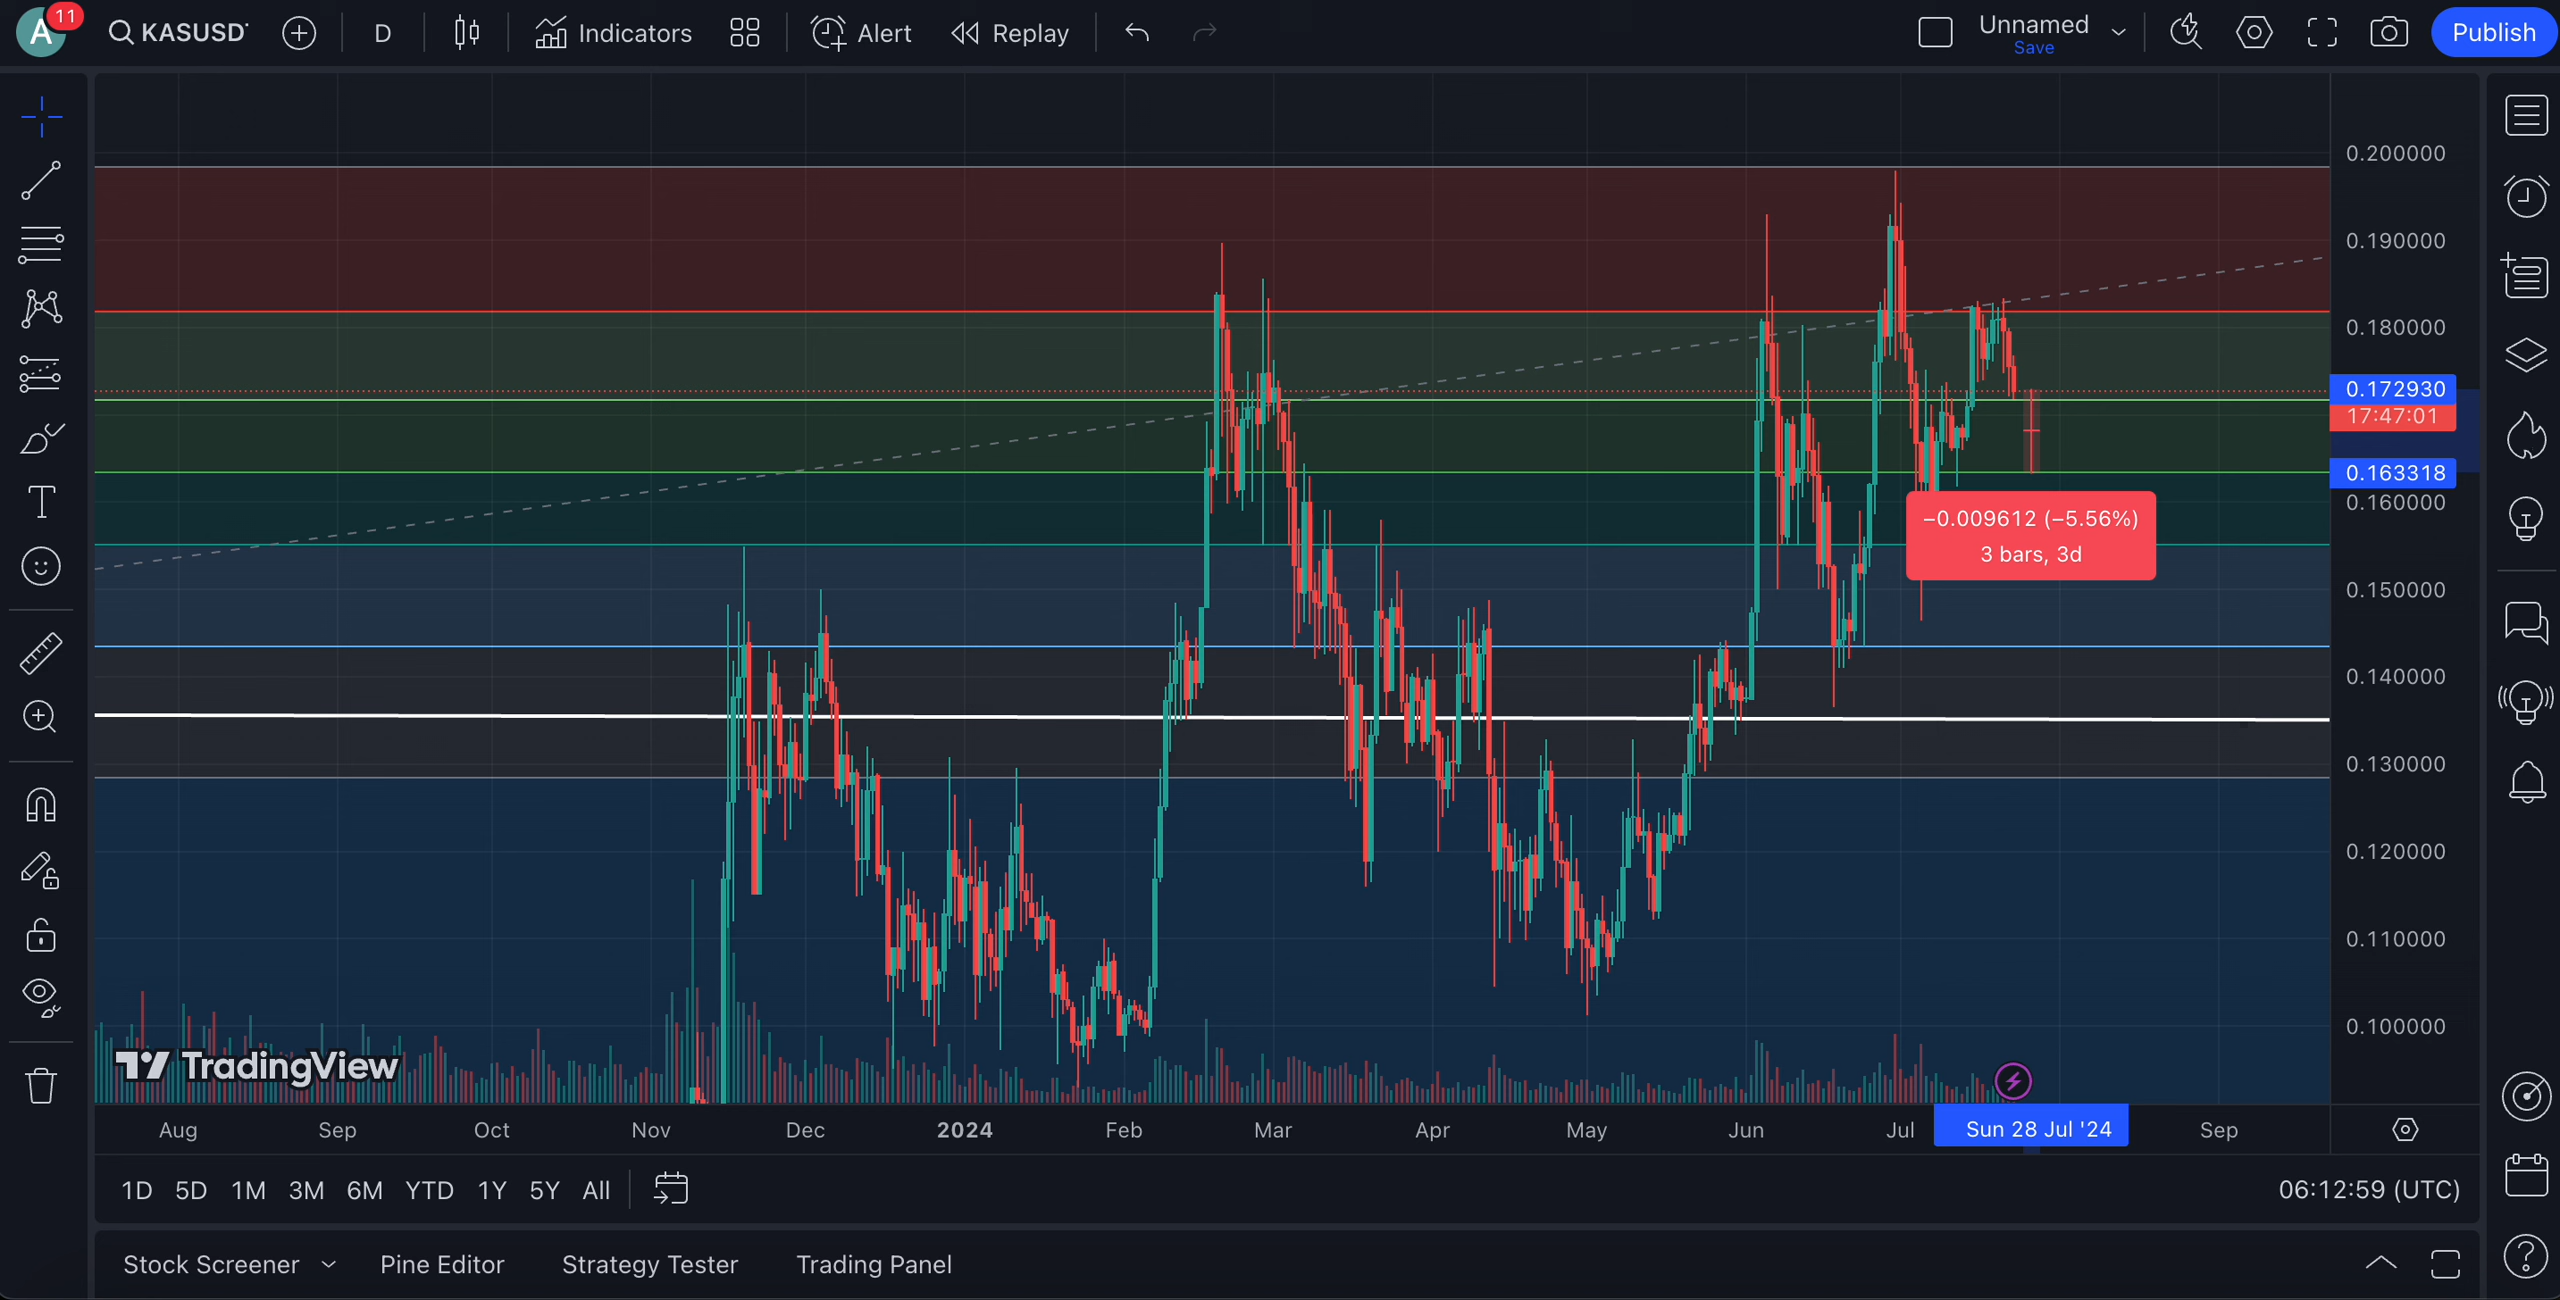 A
11
KASUSD
D
Indicators
Alert
Replay
Unnamed
Save
Publish
0.200000
0.190000
0.180000
0.172930
17:47:01
0.163318
0.160000
−0.009612 (−5.56%)
3 bars, 3d
0.150000
0.140000
0.130000
0.120000
0.110000
0.100000
TradingView
Aug Sep Oct Nov Dec 2024 Feb Mar Apr May Jun Jul Sun 28 Jul '24 Sep
1D 5D 1M 3M 6M YTD 1Y 5Y All
06:12:59 (UTC)
Stock Screener Pine Editor Strategy Tester Trading Panel